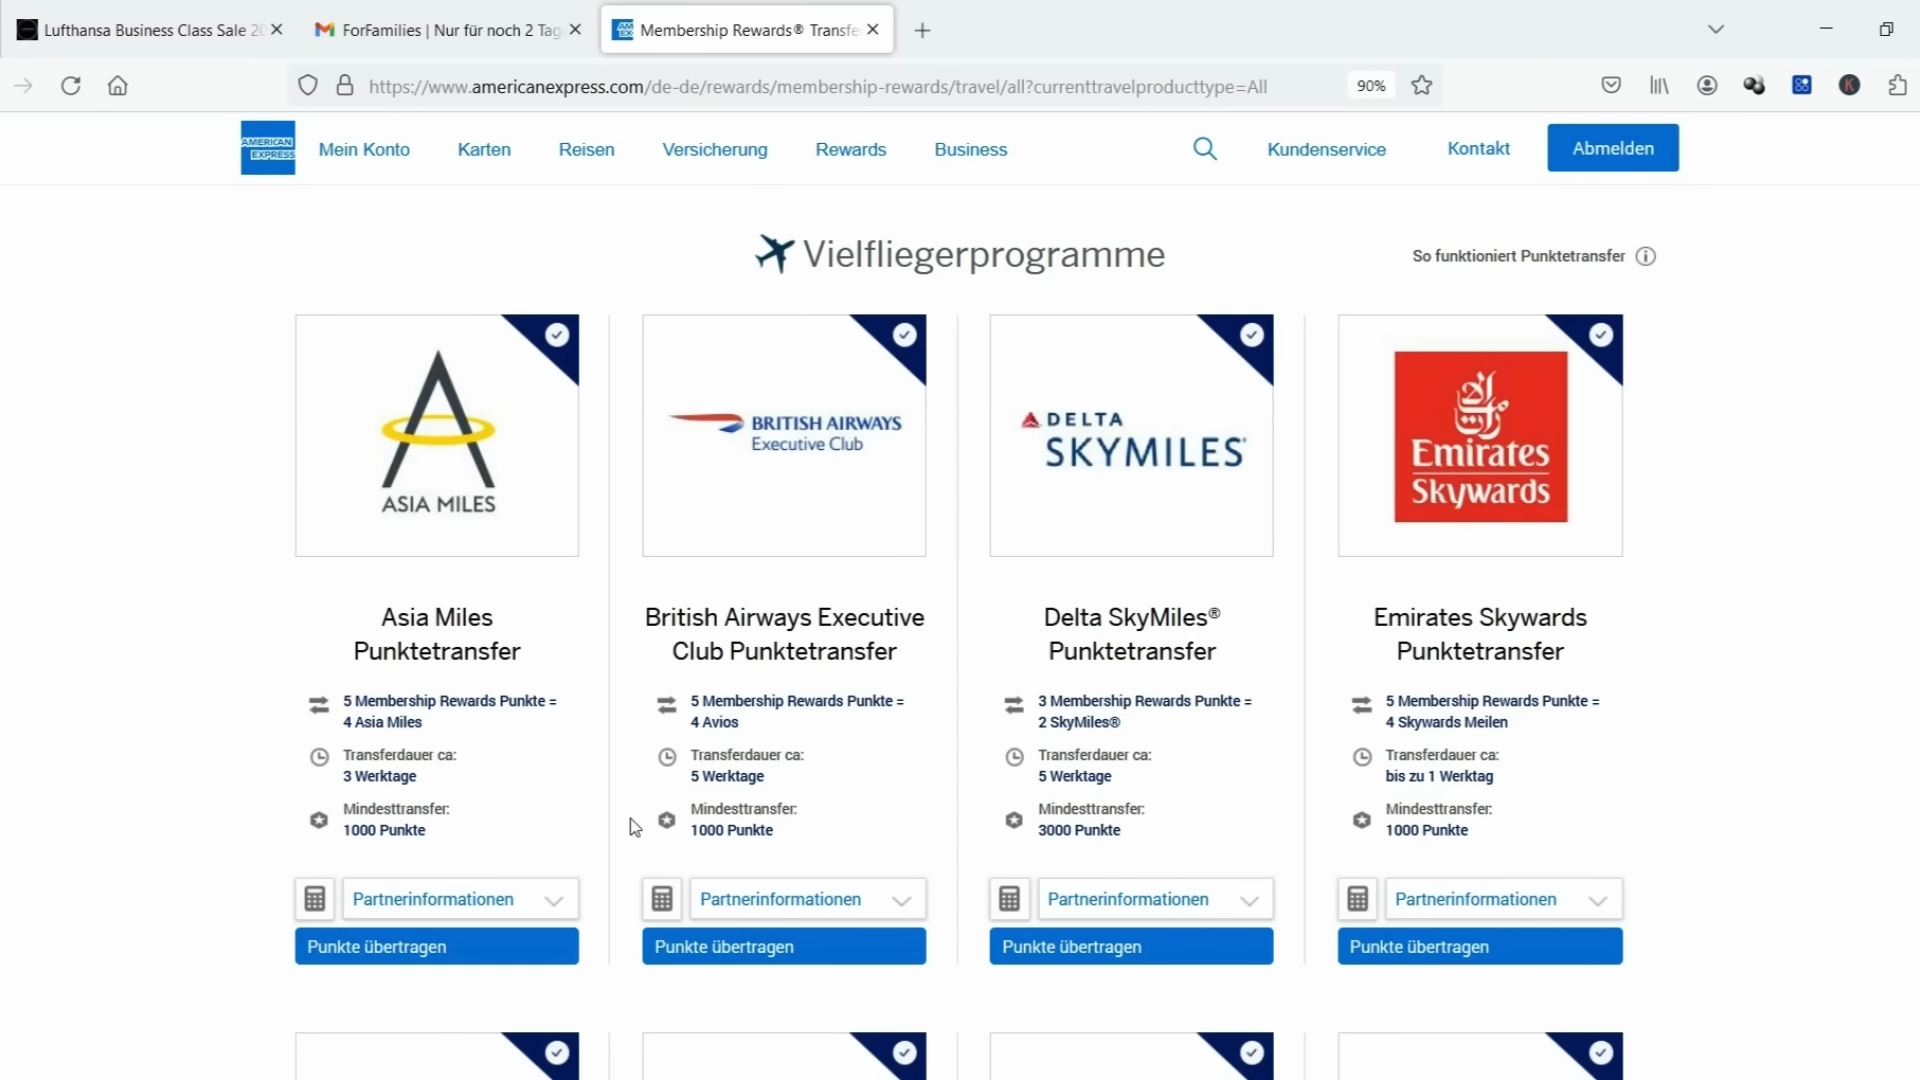 Lufthansa Business Class Sale 20
ForFamilies | Nur für noch 2 Tag
Membership Rewards® Transfe
https://www.americanexpress.com/de-de/rewards/membership-rewards/travel/all?currenttravelproducttype=All
90%
K
AMERICAN EXPRESS
Mein Konto
Karten
Reisen
Versicherung
Rewards
Business
Kundenservice
Kontakt
Abmelden
Vielfliegerprogramme
So funktioniert Punktetransfer
ASIA MILES
BRITISH AIRWAYS
Executive Club
DELTA
SKYMILES®
Emirates
Skywards
Asia Miles
Punktetransfer
5 Membership Rewards Punkte =
4 Asia Miles
Transferdauer ca:
3 Werktage
Mindesttransfer:
1000 Punkte
Partnerinformationen
Punkte übertragen
British Airways Executive
Club Punktetransfer
5 Membership Rewards Punkte =
4 Avios
Transferdauer ca:
5 Werktage
Mindesttransfer:
1000 Punkte
Partnerinformationen
Punkte übertragen
Delta SkyMiles®
Punktetransfer
3 Membership Rewards Punkte =
2 SkyMiles®
Transferdauer ca:
5 Werktage
Mindesttransfer:
3000 Punkte
Partnerinformationen
Punkte übertragen
Emirates Skywards
Punktetransfer
5 Membership Rewards Punkte =
4 Skywards Meilen
Transferdauer ca:
bis zu 1 Werktag
Mindesttransfer:
1000 Punkte
Partnerinformationen
Punkte übertragen